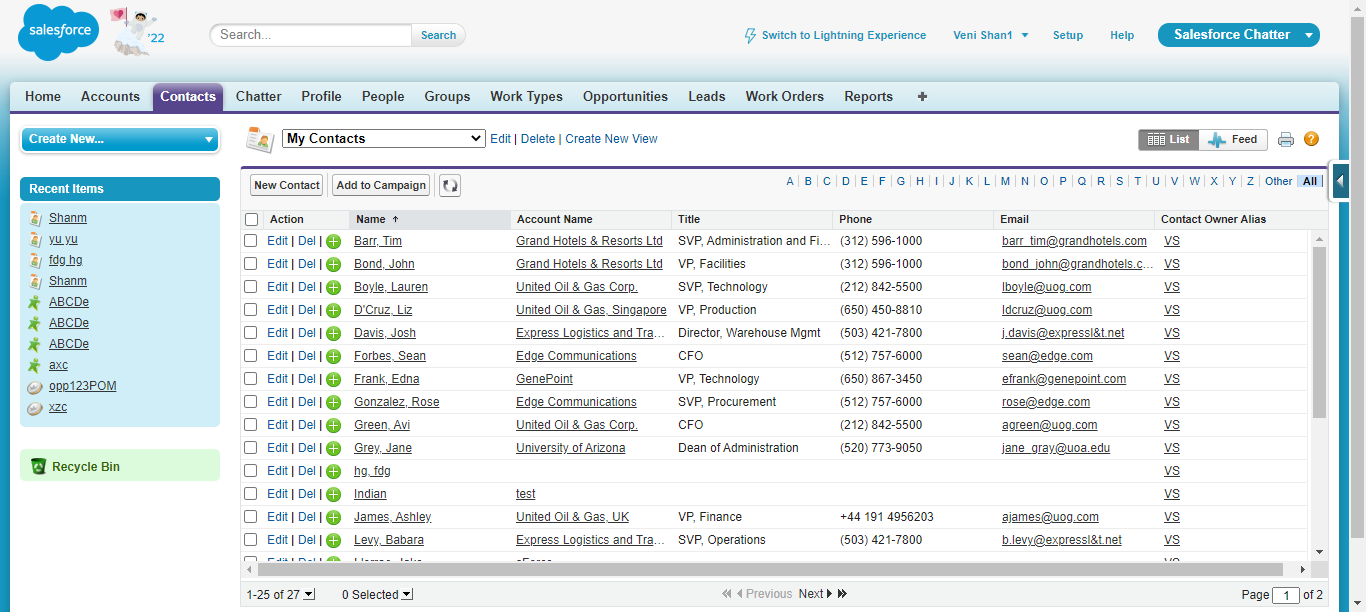 salesforce '22 Search... Search Switch to Lightning Experience Veni Shan1 Setup Help Salesforce Chatter
Home Accounts Contacts Chatter Profile People Groups Work Types Opportunities Leads Work Orders Reports
Create New...
My Contacts Edit | Delete | Create New View List Feed
Recent Items
Shanm
yu yu
fdg hg
Shanm
ABCDe
ABCDe
ABCDe
axc
opp123POM
xzc
Recycle Bin
New Contact Add to Campaign A B C D E F G H I J K L M N O P Q R S T U V W X Y Z Other All
Action Name Account Name Title Phone Email Contact Owner Alias
Edit | Del | Barr, Tim Grand Hotels & Resorts Ltd SVP, Administration and Fi... (312) 596-1000 barr_tim@grandhotels.com VS
Edit | Del | Bond, John Grand Hotels & Resorts Ltd VP, Facilities (312) 596-1000 bond_john@grandhotels.c... VS
Edit | Del | Boyle, Lauren United Oil & Gas Corp. SVP, Technology (212) 842-5500 lboyle@uog.com VS
Edit | Del | D'Cruz, Liz United Oil & Gas, Singapore VP, Production (650) 450-8810 ldcruz@uog.com VS
Edit | Del | Davis, Josh Express Logistics and Tra... Director, Warehouse Mgmt (503) 421-7800 j.davis@expressl&t.net VS
Edit | Del | Forbes, Sean Edge Communications CFO (512) 757-6000 sean@edge.com VS
Edit | Del | Frank, Edna GenePoint VP, Technology (650) 867-3450 efrank@genepoint.com VS
Edit | Del | Gonzalez, Rose Edge Communications SVP, Procurement (512) 757-6000 rose@edge.com VS
Edit | Del | Green, Avi United Oil & Gas Corp. CFO (212) 842-5500 agreen@uog.com VS
Edit | Del | Grey, Jane University of Arizona Dean of Administration (520) 773-9050 jane_gray@uoa.edu VS
Edit | Del | hg, fdg VS
Edit | Del | Indian test VS
Edit | Del | James, Ashley United Oil & Gas, UK VP, Finance +44 191 4956203 ajames@uog.com VS
Edit | Del | Levy, Babara Express Logistics and Tra... SVP, Operations (503) 421-7800 b.levy@expressl&t.net VS
1-25 of 27 0 Selected Previous Next Page 1 of 2